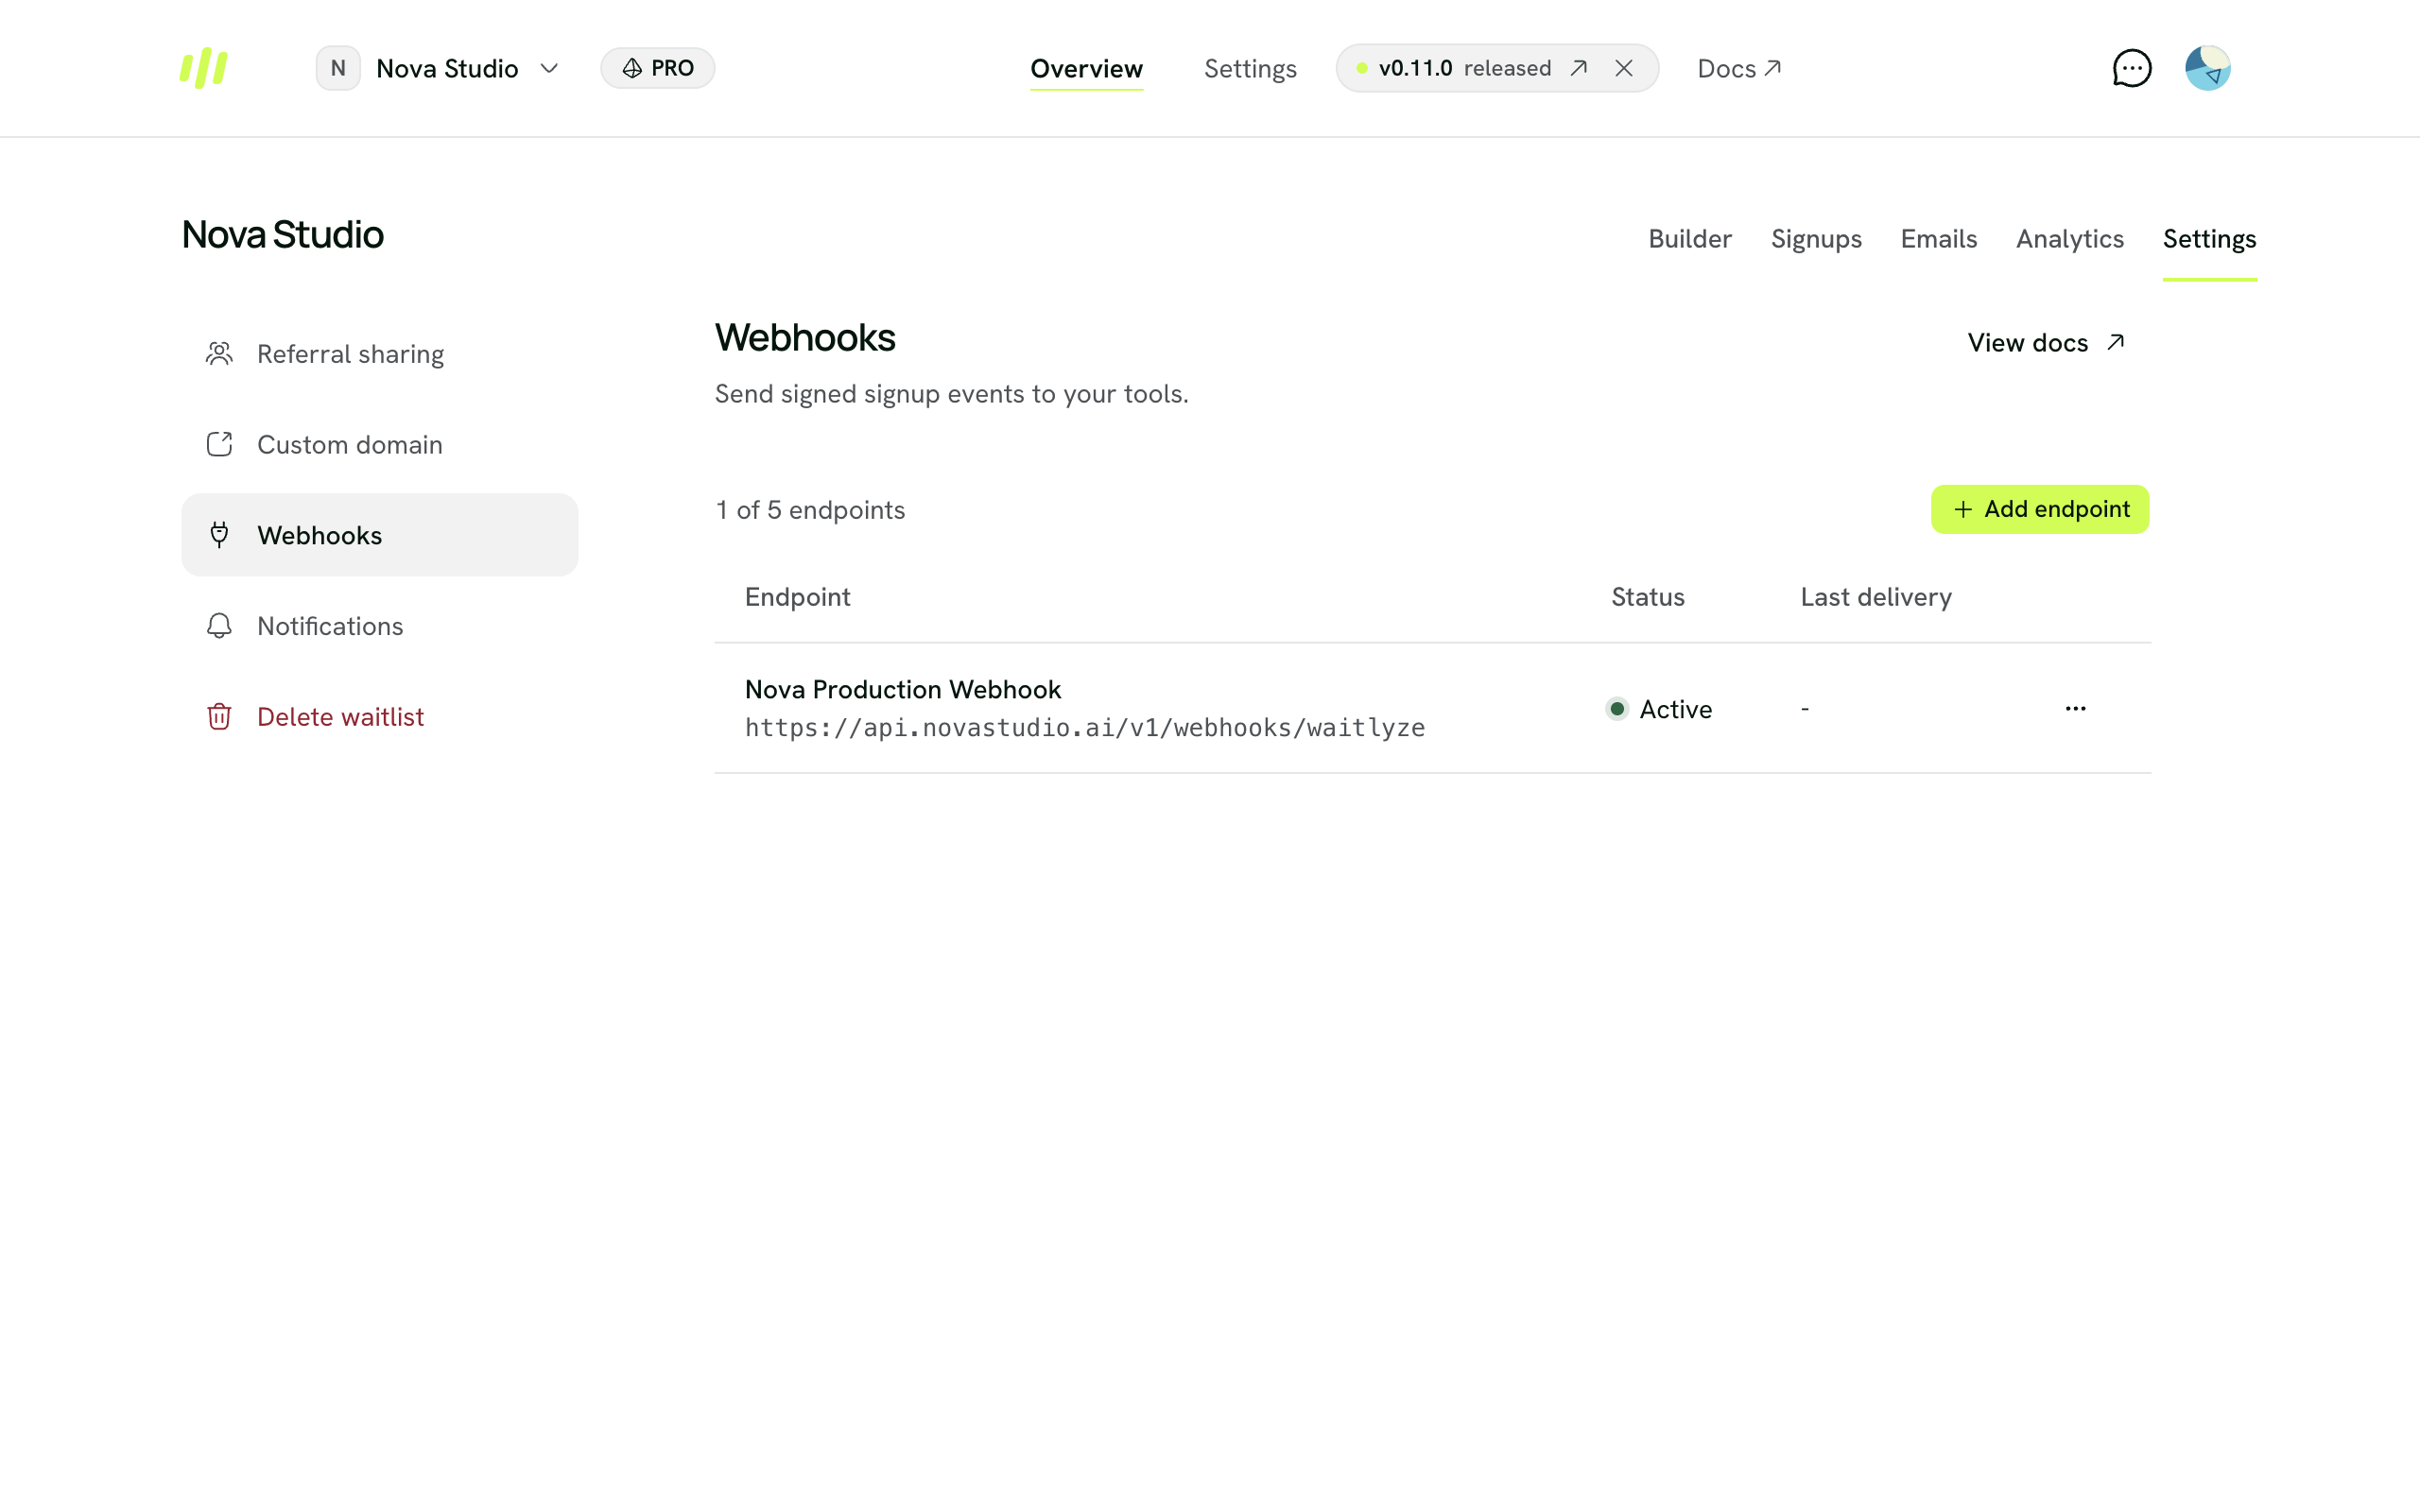 N Nova Studio PRO Overview Settings v0.11.0 released Docs
Nova Studio Builder Signups Emails Analytics Settings
Referral sharing
Custom domain
Webhooks
Notifications
Delete waitlist
Webhooks View docs
Send signed signup events to your tools.
1 of 5 endpoints + Add endpoint
Endpoint Status Last delivery
Nova Production Webhook
https://api.novastudio.ai/v1/webhooks/waitlyze
Active -